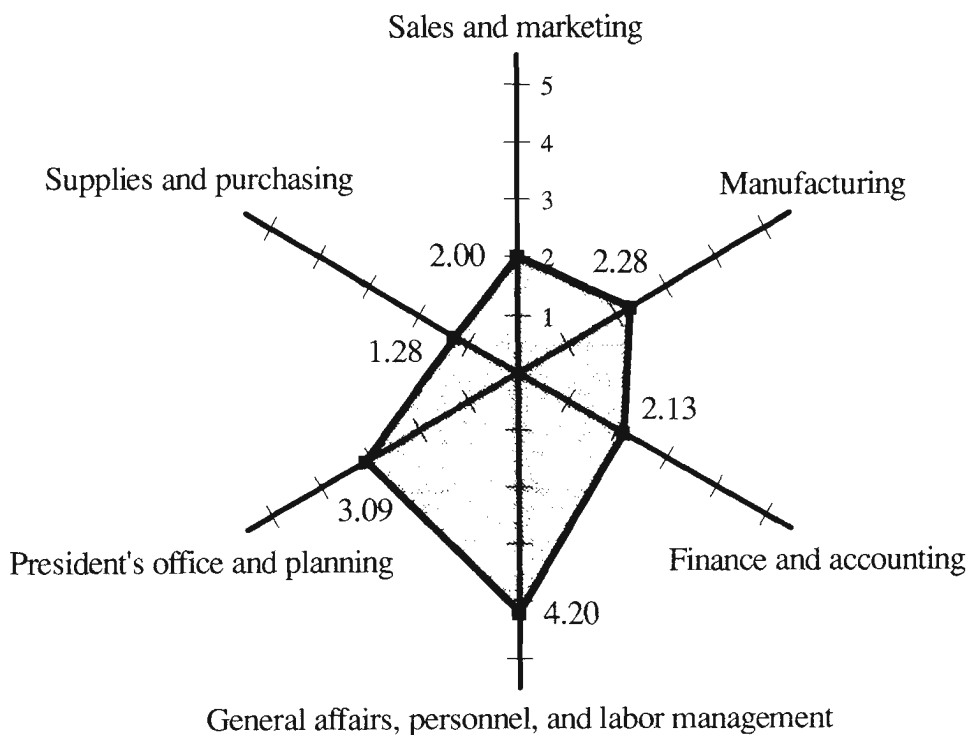 Sales and marketing
5
4
Supplies and purchasing
Manufacturing
3
2.00
2
2.28
1
1.28
2.13
3.09
President's office and planning
Finance and accounting
4.20
General affairs, personnel, and labor management